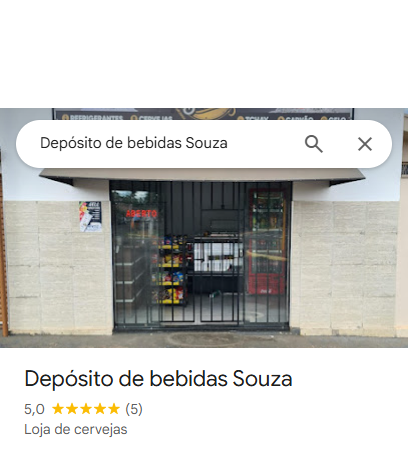 REFRIGERANTES
CERVEJAS
CARVÃO
GELO
Depósito de bebidas Souza
ABERTO
Depósito de bebidas Souza
5,0 (5)
Loja de cervejas